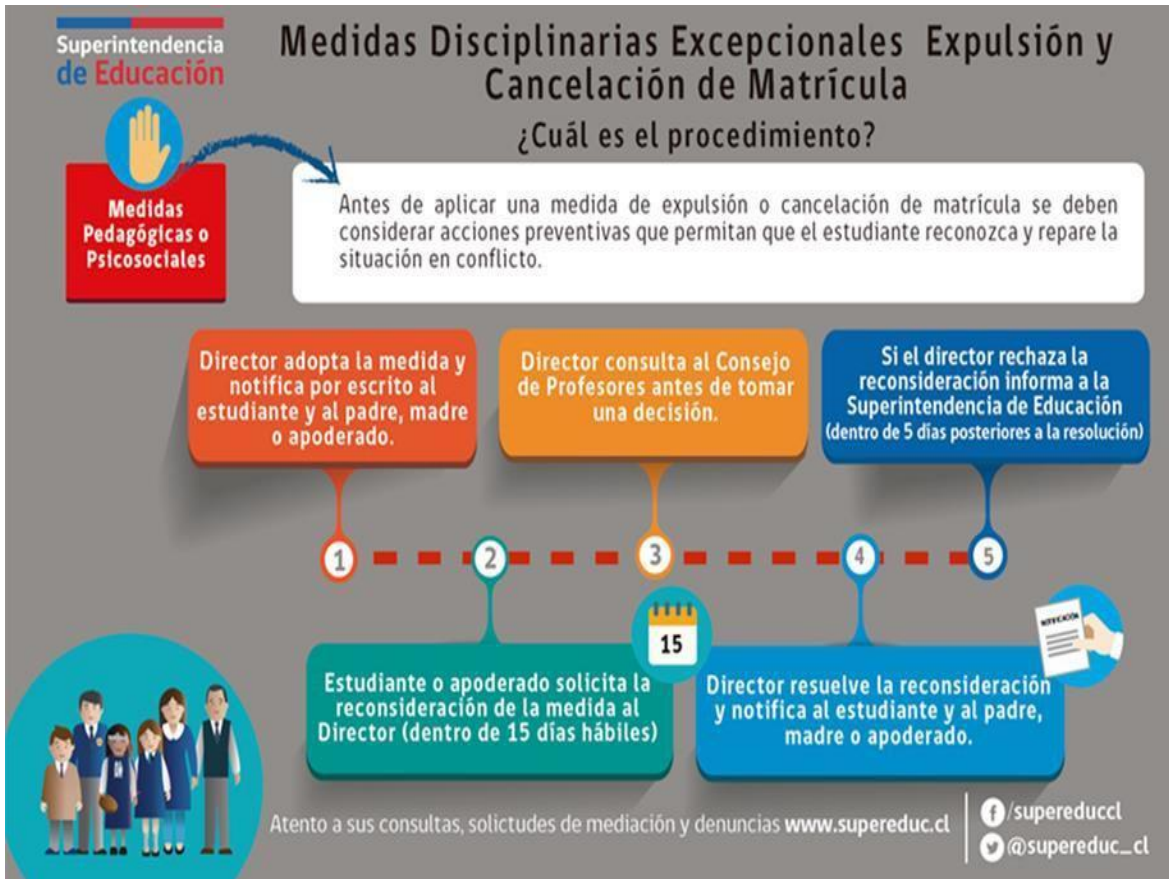 Superintendencia
de Educación
Medidas Disciplinarias Excepcionales Expulsión y
Cancelación de Matrícula
¿Cuál es el procedimiento?
Medidas
Pedagógicas o
Psicosociales
Antes de aplicar una medida de expulsión o cancelación de matrícula se deben
considerar acciones preventivas que permitan que el estudiante reconozca y repare la
situación en conflicto.
Director adopta la medida y
notifica por escrito al
estudiante y al padre, madre
o apoderado.
1
Estudiante o apoderado solicita la
reconsideración de la medida al
Director (dentro de 15 días hábiles)
2
15
Director consulta al Consejo
de Profesores antes de tomar
una decisión.
3
Director resuelve la reconsideración
y notifica al estudiante y al padre,
madre o apoderado.
4
NOTIFICACIÓN
Si el director rechaza la
reconsideración informa a la
Superintendencia de Educación
(dentro de 5 días posteriores a la resolución)
5
Atento a sus consultas, solictudes de mediación y denuncias www.supereduc.cl
f /supereduccl
@supereduc_cl